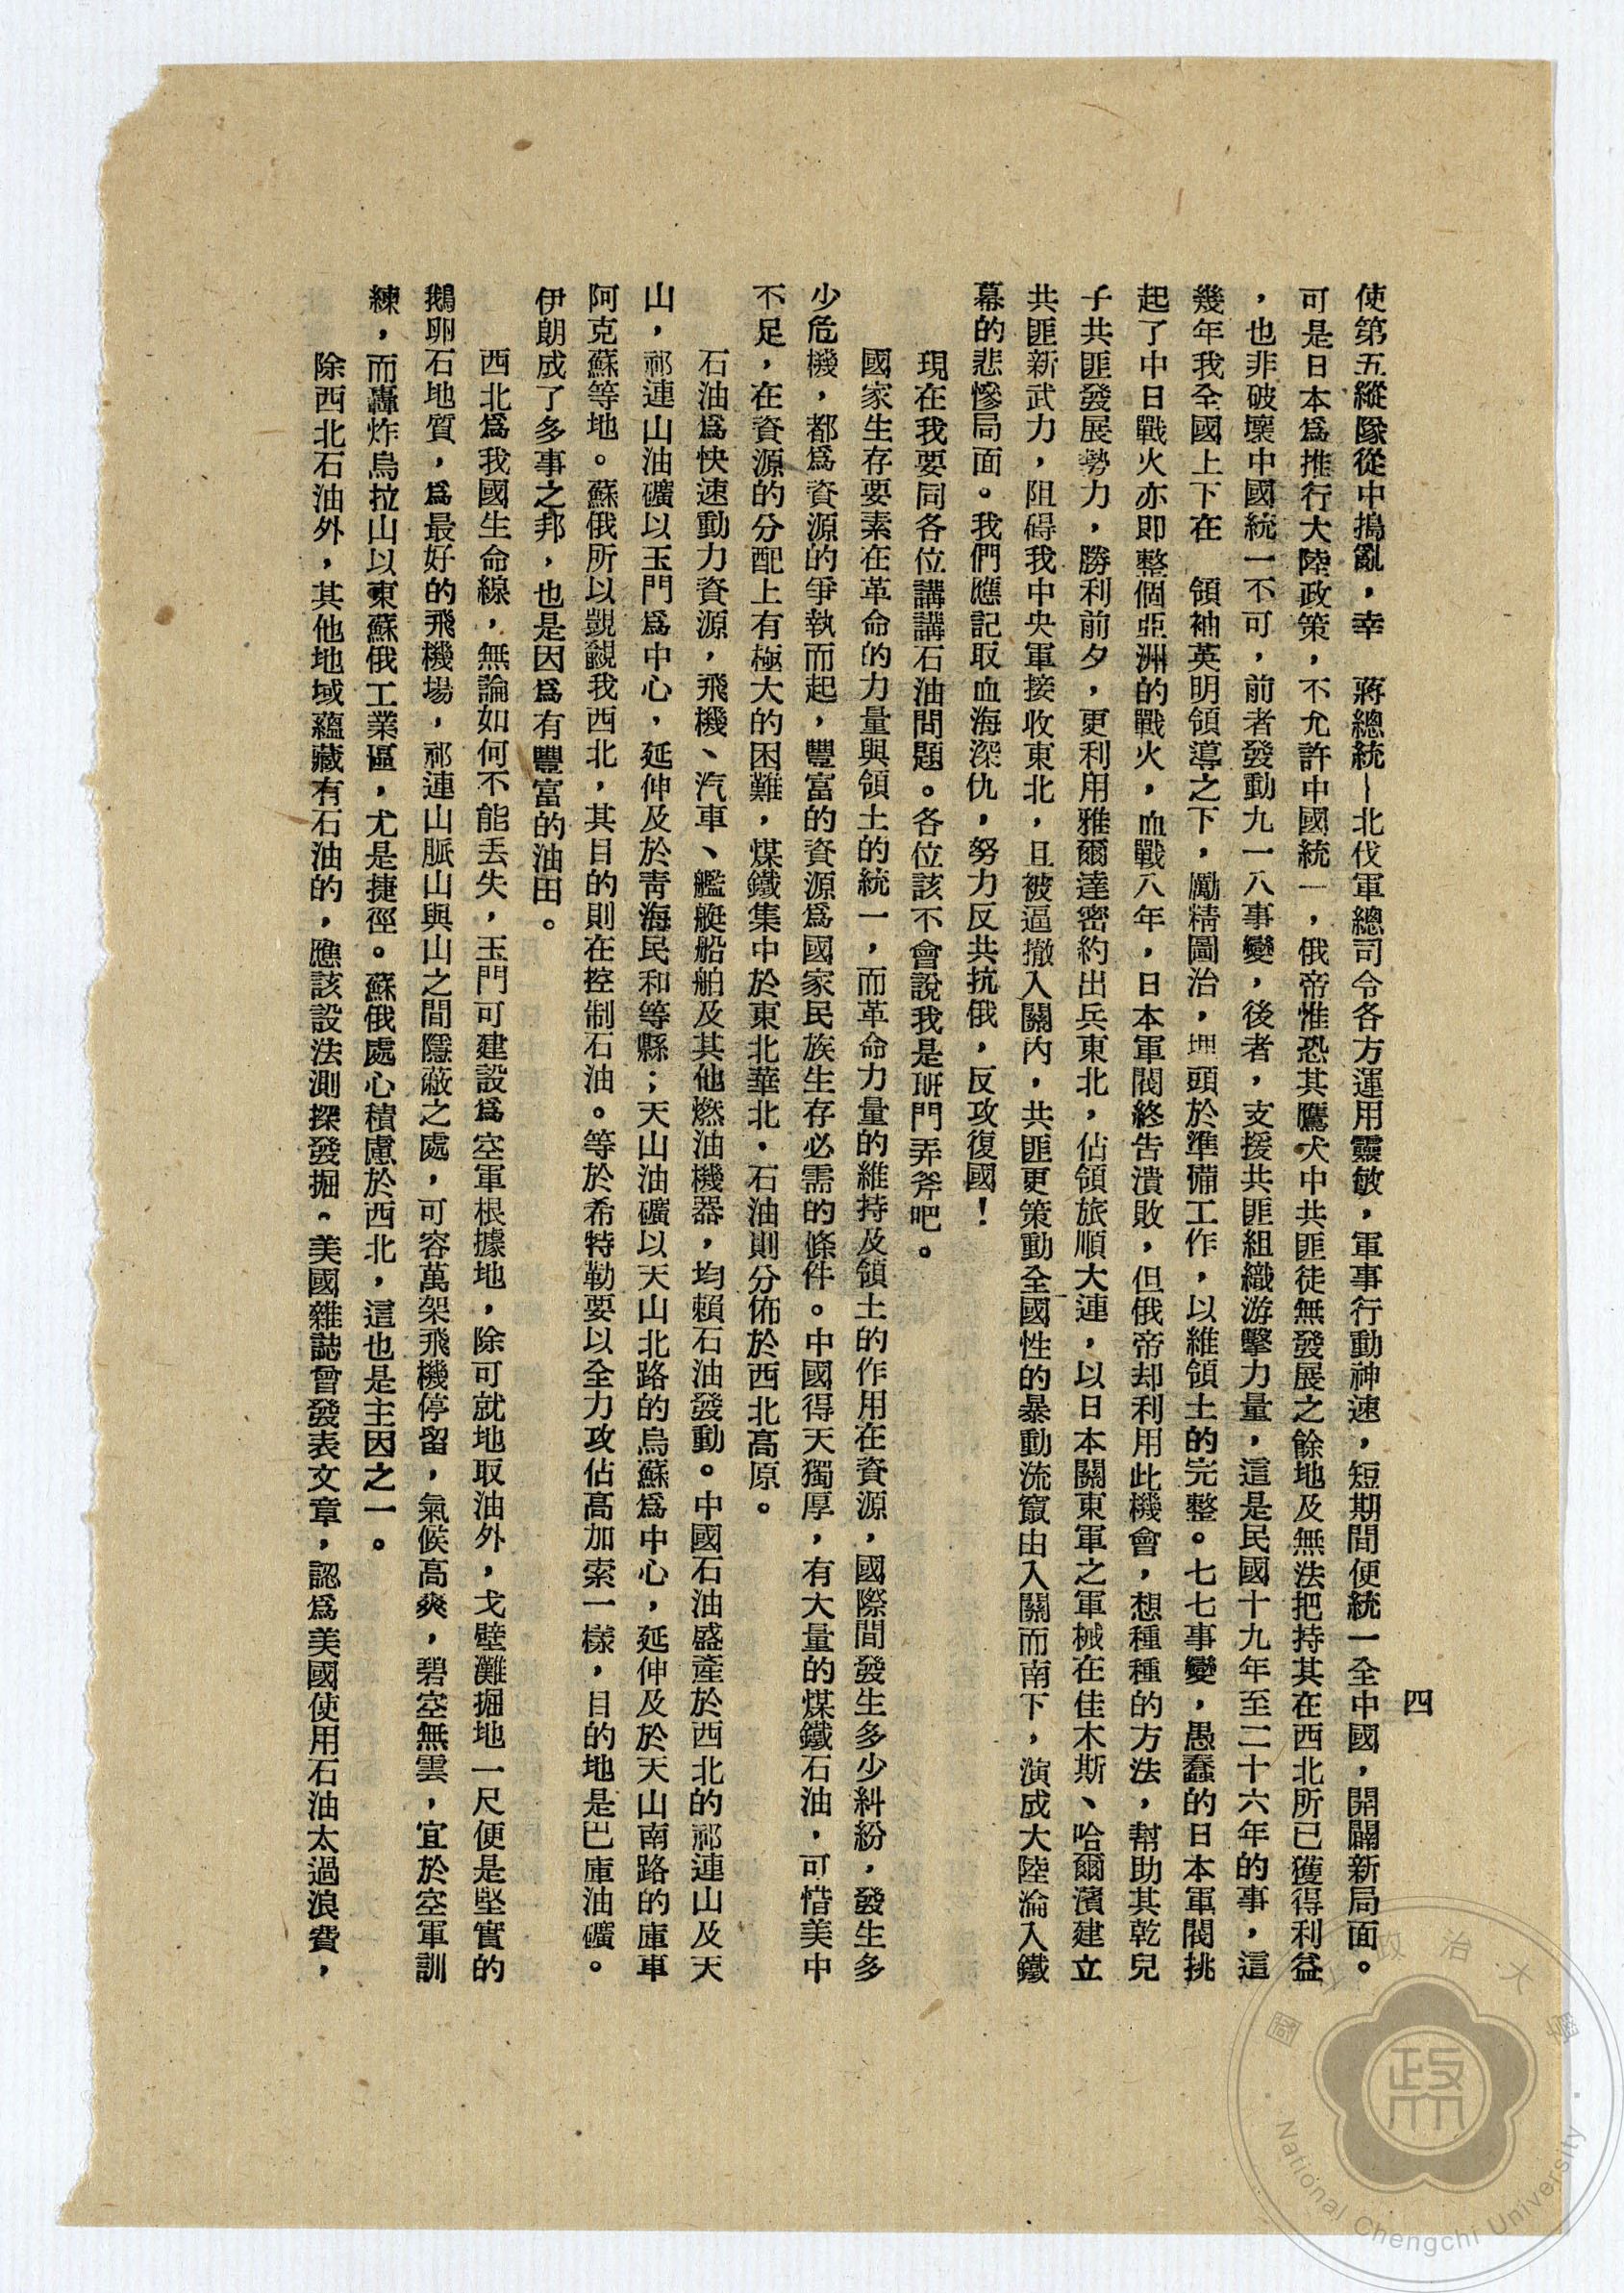 四
使第五縱隊從中搗亂，幸　蔣總統—北伐軍總司令各方運用靈敏，軍事行動神速，短期間便統一全中國，開闢新局面。
可是日本爲推行大陸政策，不允許中國統一，俄帝惟恐其鷹犬中共匪徒無發展之餘地及無法把持其在西北所已獲得利益
，也非破壞中國統一不可，前者發動九一八事變，後者，支援共匪組織游擊力量，這是民國十九年至二十六年的事，這
幾年我全國上下在　領袖英明領導之下，勵精圖治，埋頭於準備工作，以維領土的完整。七七事變，愚蠢的日本軍閥挑
起了中日戰火亦即整個亞洲的戰火，血戰八年，日本軍閥終告潰敗，但俄帝却利用此機會，想種種的方法，幫助其乾兒
子共匪發展勢力，勝利前夕，更利用雅爾達密約出兵東北，佔領旅順大連，以日本關東軍之軍械在佳木斯、哈爾濱建立
共匪新武力，阻碍我中央軍接收東北，且被逼撤入關內，共匪更策動全國性的暴動流竄由入關而南下，演成大陸淪入鐵
幕的悲慘局面。我們應記取血海深仇，努力反共抗俄，反攻復國！
現在我要同各位講講石油問題。各位該不會說我是班門弄斧吧。
國家生存要素在革命的力量與領土的統一，而革命力量的維持及領土的作用在資源，國際間發生多少糾紛，發生多
少危機，都爲資源的爭執而起，豐富的資源爲國家民族生存必需的條件。中國得天獨厚，有大量的煤鐵石油，可惜美中
不足，在資源的分配上有極大的困難，煤鐵集中於東北華北，石油則分佈於西北高原。
石油爲快速動力資源，飛機、汽車、艦艇船舶及其他燃油機器，均賴石油發動。中國石油盛產於西北的祁連山及天
山，祁連山油礦以玉門爲中心，延伸及於靑海民和等縣；天山油礦以天山北路的烏蘇爲中心，延伸及於天山南路的庫車
阿克蘇等地。蘇俄所以覬覦我西北，其目的則在控制石油。等於希特勒要以全力攻佔高加索一樣，目的地是巴庫油礦。
伊朗成了多事之邦，也是因爲有豐富的油田。
西北爲我國生命線，無論如何不能丟失，玉門可建設爲空軍根據地，除可就地取油外，戈壁灘掘地一尺便是堅實的
鵝卵石地質，爲最好的飛機場，祁連山脈山與山之間隱蔽之處，可容萬架飛機停留，氣候高爽，碧空無雲，宜於空軍訓
練，而轟炸烏拉山以東蘇俄工業區，尤是捷徑。蘇俄處心積慮於西北，這也是主因之一。
除西北石油外，其他地域蘊藏有石油的，應該設法測探發掘。美國雜誌曾發表文章，認爲美國使用石油太過浪費，
國立政治大學
National Chengchi University